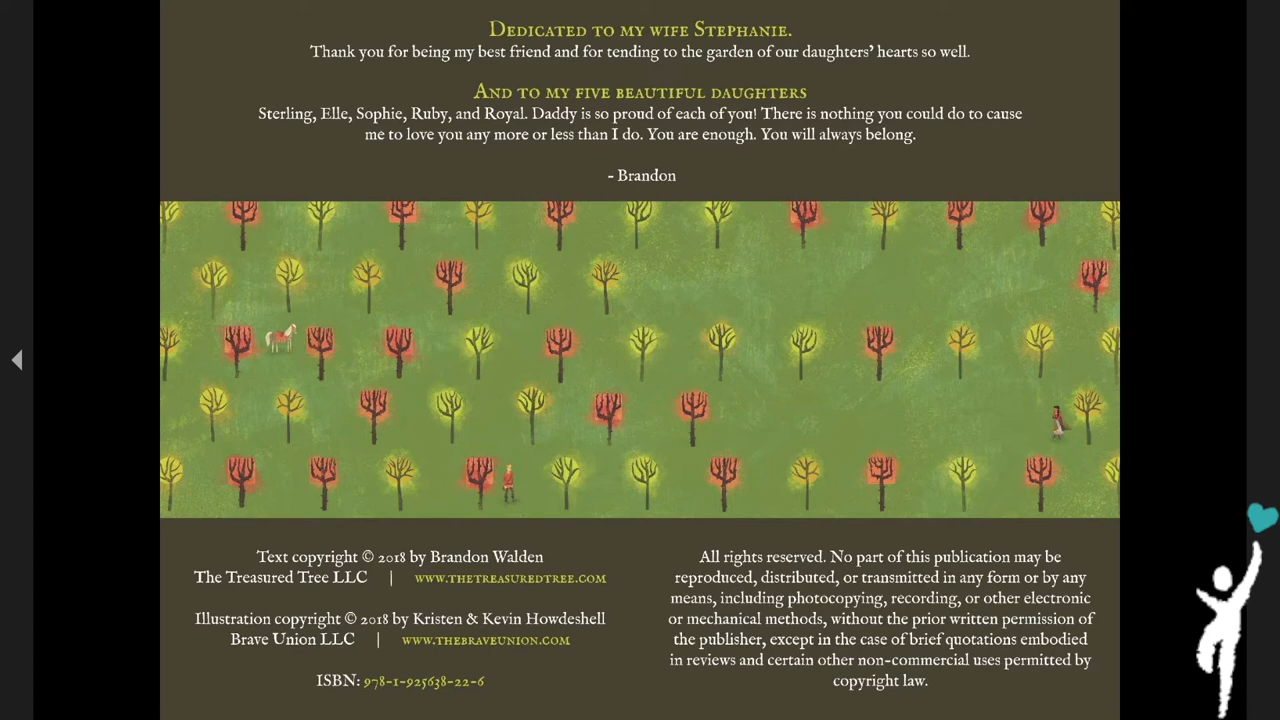 Dedicated to my wife Stephanie.
Thank you for being my best friend and for tending to the garden of our daughters' hearts so well.
And to my five beautiful daughters
Sterling, Elle, Sophie, Ruby, and Royal. Daddy is so proud of each of you! There is nothing you could do to cause
me to love you any more or less than I do. You are enough. You will always belong.
- Brandon
Text copyright © 2018 by Brandon Walden
The Treasured Tree LLC | www.thetreasuredtree.com
Illustration copyright © 2018 by Kristen & Kevin Howdeshell
Brave Union LLC | www.thebraveunion.com
ISBN: 978-1-925638-22-6
All rights reserved. No part of this publication may be
reproduced, distributed, or transmitted in any form or by any
means, including photocopying, recording, or other electronic
or mechanical methods, without the prior written permission of
the publisher, except in the case of brief quotations embodied
in reviews and certain other non-commercial uses permitted by
copyright law.